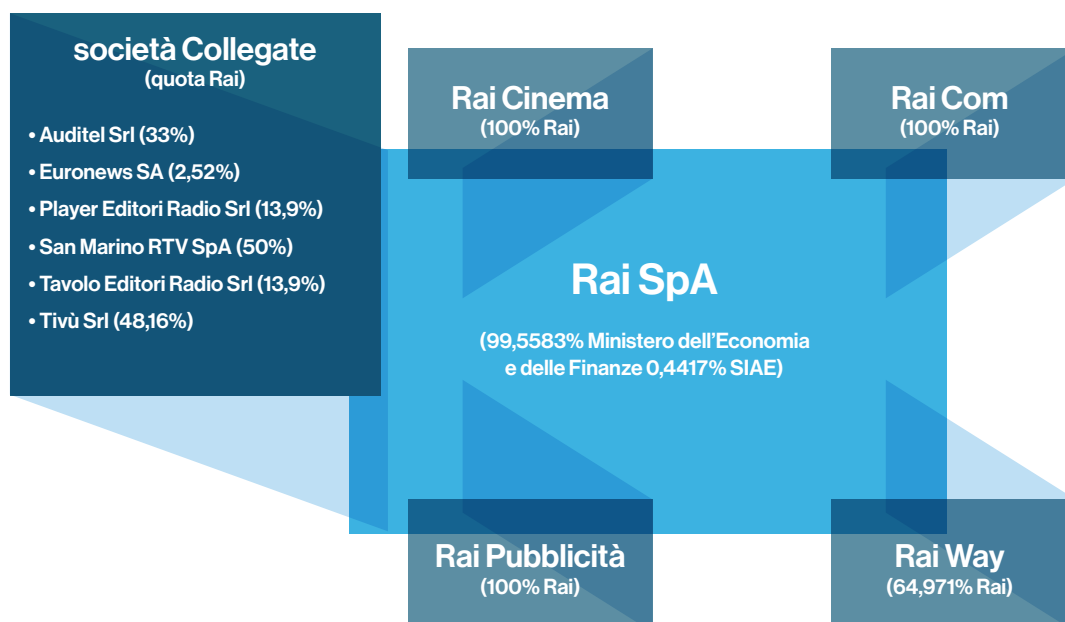 società Collegate
(quota Rai)
• Auditel Srl (33%)
• Euronews SA (2,52%)
• Player Editori Radio Srl (13,9%)
• San Marino RTV SpA (50%)
• Tavolo Editori Radio Srl (13,9%)
• Tivù Srl (48,16%)
Rai Cinema
(100% Rai)
Rai Com
(100% Rai)
Rai SpA
(99,5583% Ministero dell'Economia
e delle Finanze 0,4417% SIAE)
Rai Pubblicità
(100% Rai)
Rai Way
(64,971% Rai)